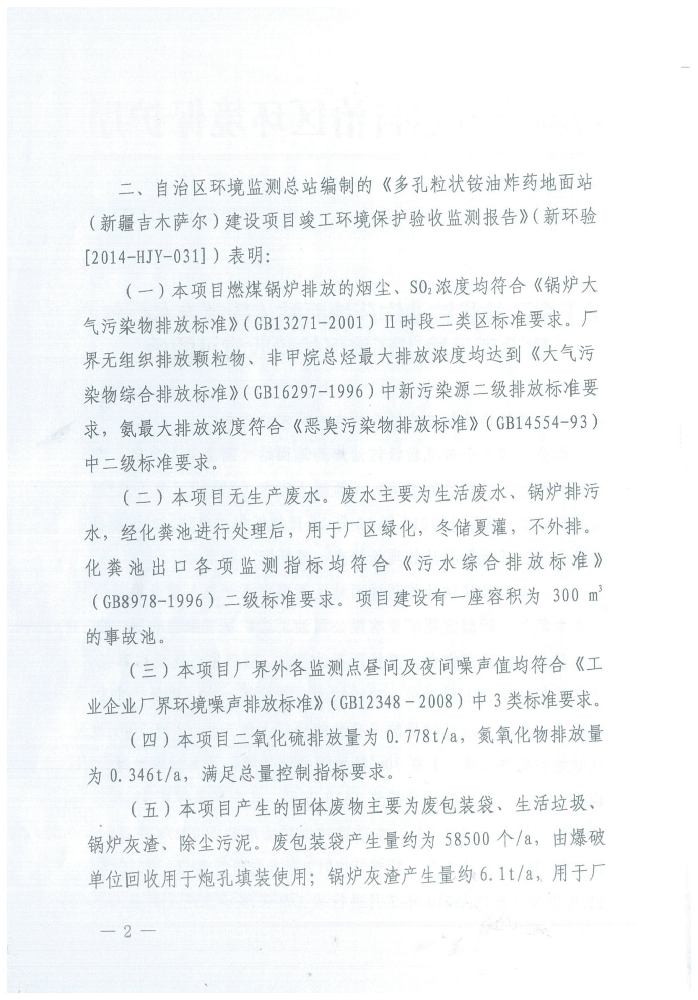 二、自治区环境监测总站编制的《多孔粒状铵油炸药地面站
（新疆吉木萨尔）建设项目竣工环境保护验收监测报告》（新环验
[2014-HJY-031]）表明：
（一）本项目燃煤锅炉排放的烟尘、SO₂浓度均符合《锅炉大
气污染物排放标准》（GB13271-2001）II时段二类区标准要求。厂
界无组织排放颗粒物、非甲烷总烃最大排放浓度均达到《大气污
染物综合排放标准》（GB16297-1996）中新污染源二级排放标准要
求，氨最大排放浓度符合《恶臭污染物排放标准》（GB14554-93）
中二级标准要求。
（二）本项目无生产废水。废水主要为生活废水、锅炉排污
水，经化粪池进行处理后，用于厂区绿化，冬储夏灌，不外排。
化粪池出口各项监测指标均符合《污水综合排放标准》
（GB8978-1996）二级标准要求。项目建设有一座容积为 300 m³
的事故池。
（三）本项目厂界外各监测点昼间及夜间噪声值均符合《工
业企业厂界环境噪声排放标准》（GB12348－2008）中3类标准要求。
（四）本项目二氧化硫排放量为0.778t/a，氮氧化物排放量
为0.346t/a，满足总量控制指标要求。
（五）本项目产生的固体废物主要为废包装袋、生活垃圾、
锅炉灰渣、除尘污泥。废包装袋产生量约为 58500 个/a，由爆破
单位回收用于炮孔填装使用；锅炉灰渣产生量约6.1t/a，用于厂
— 2 —